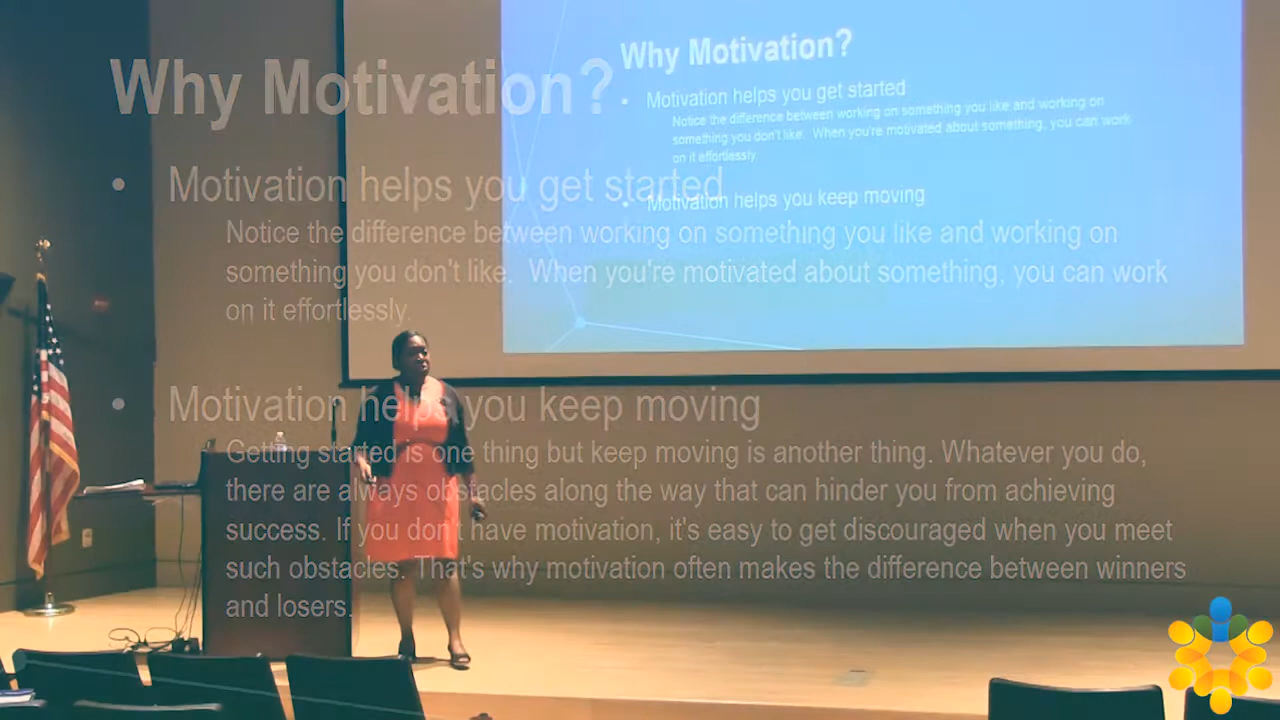 Why Motivation?
• Motivation helps you get started
Notice the difference between working on something you like and working on
something you don't like. When you're motivated about something, you can work
on it effortlessly.
• Motivation helps you keep moving
Getting started is one thing but keep moving is another thing. Whatever you do,
there are always obstacles along the way that can hinder you from achieving
success. If you don't have motivation, it's easy to get discouraged when you meet
such obstacles. That's why motivation often makes the difference between winners
and losers.
Why Motivation?
• Motivation helps you get started
Notice the difference between working on something you like and working on
something you don't like. When you're motivated about something, you can work
on it effortlessly
• Motivation helps you keep moving